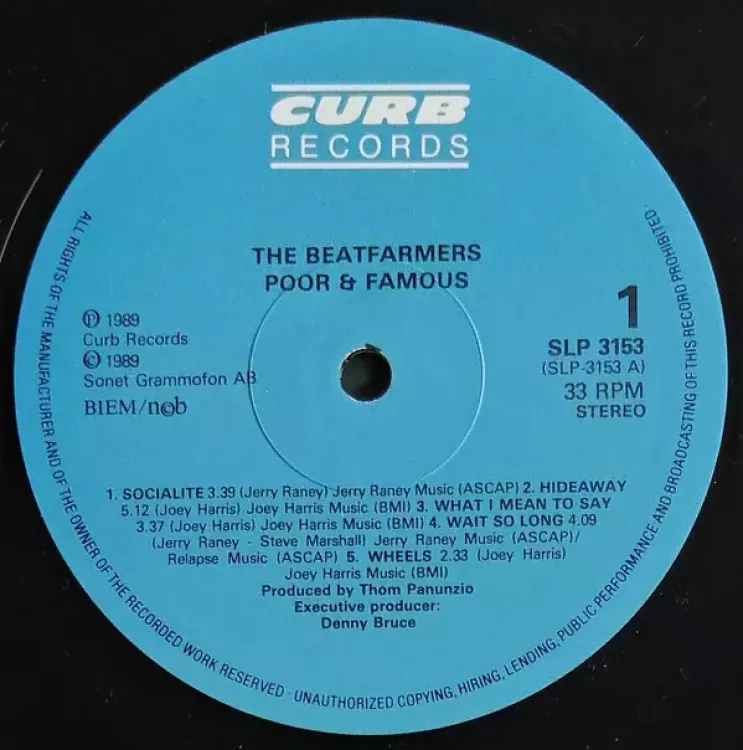 CURB
RECORDS
THE BEATFARMERS
POOR & FAMOUS
℗ 1989
Curb Records
© 1989
Sonet Grammofon AB
BIEM/n©b
1
SLP 3153
(SLP-3153 A)
33 RPM
STEREO
1. SOCIALITE 3.39 (Jerry Raney) Jerry Raney Music (ASCAP) 2. HIDEAWAY
5.12 (Joey Harris) Joey Harris Music (BMI) 3. WHAT I MEAN TO SAY
3.37 (Joey Harris) Joey Harris Music (BMI) 4. WAIT SO LONG 4.09
(Jerry Raney - Steve Marshall) Jerry Raney Music (ASCAP)/
Relapse Music (ASCAP) 5. WHEELS 2.33 (Joey Harris)
Joey Harris Music (BMI)
Produced by Thom Panunzio
Executive producer:
Denny Bruce
ALL RIGHTS OF THE MANUFACTURER AND OF THE OWNER OF THE RECORDED WORK RESERVED · UNAUTHORIZED COPYING, HIRING, LENDING, PUBLIC PERFORMANCE AND BROADCASTING OF THIS RECORD PROHIBITED ·